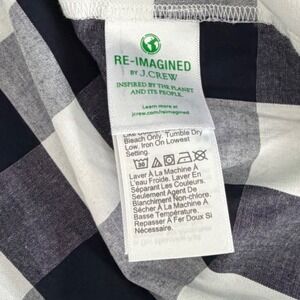 RE-IMAGINED
BY J.CREW
INSPIRED BY THE PLANET
AND ITS PEOPLE.
Learn more at
jcrew.com/reimagined
Bleach Only. Tumble Dry
Low. Iron On Lowest
Setting.
30
Laver À La Machine À
L'eau Froide. Laver En
Séparant Les Couleurs.
Seulement Agent De
Blanchiment Non-chlore.
Sécher À La Machine À
Basse Température.
Repasser À Fer Doux Si
Nécessaire.